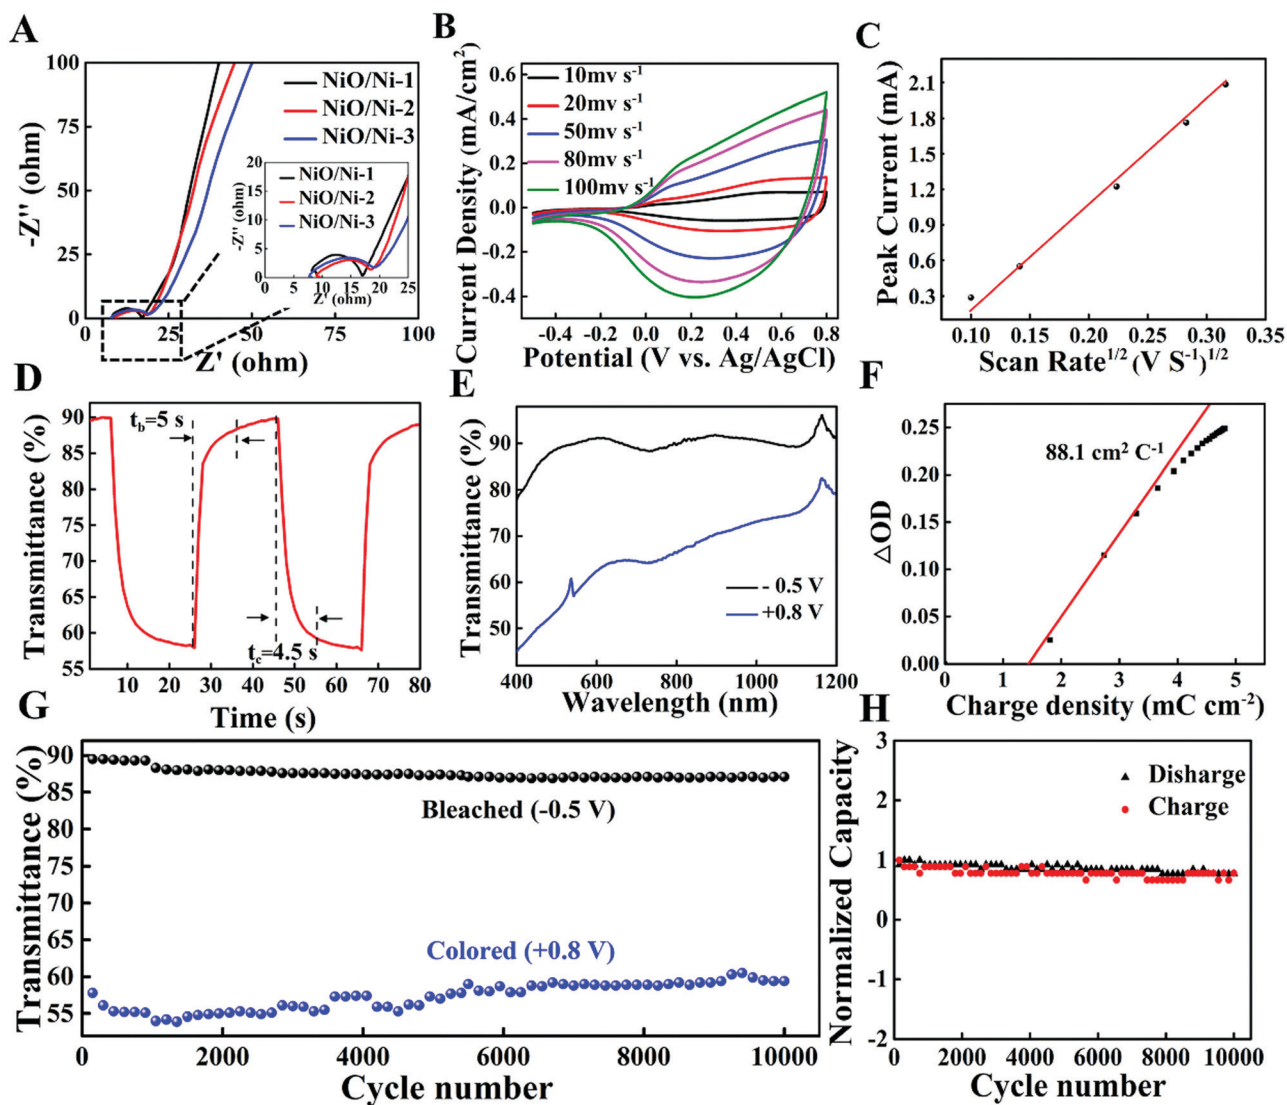 A
-Z'' (ohm)
100
75
50
25
0
0
25
50
75
100
Z' (ohm)
NiO/Ni-1
NiO/Ni-2
NiO/Ni-3
-Z'' (ohm)
20
15
10
5
0
0
5
10
15
20
25
Z' (ohm)
NiO/Ni-1
NiO/Ni-2
NiO/Ni-3
B
Current Density (mA/cm²)
0.6
0.4
0.2
0.0
-0.2
-0.4
-0.4
-0.2
0.0
0.2
0.4
0.6
0.8
Potential (V vs. Ag/AgCl)
10mv s⁻¹
20mv s⁻¹
50mv s⁻¹
80mv s⁻¹
100mv s⁻¹
C
Peak Current (mA)
2.1
1.8
1.2
0.6
0.3
0.10
0.15
0.20
0.25
0.30
0.35
Scan Rate¹ᐟ² (V S⁻¹)¹ᐟ²
D
Transmittance (%)
90
85
80
75
70
65
60
55
10
20
30
40
50
60
70
80
Time (s)
t_b=5 s
t_c=4.5 s
E
Transmittance (%)
90
80
70
60
50
400
600
800
1000
1200
Wavelength (nm)
- 0.5 V
+0.8 V
F
△OD
0.25
0.20
0.15
0.10
0.05
0.00
0
1
2
3
4
5
Charge density (mC cm⁻²)
88.1 cm² C⁻¹
G
Transmittance (%)
90
85
80
75
70
65
60
55
0
2000
4000
6000
8000
10000
Cycle number
Bleached (-0.5 V)
Colored (+0.8 V)
H
Normalized Capacity
3
2
1
0
-1
-2
0
2000
4000
6000
8000
10000
Cycle number
Disharge
Charge